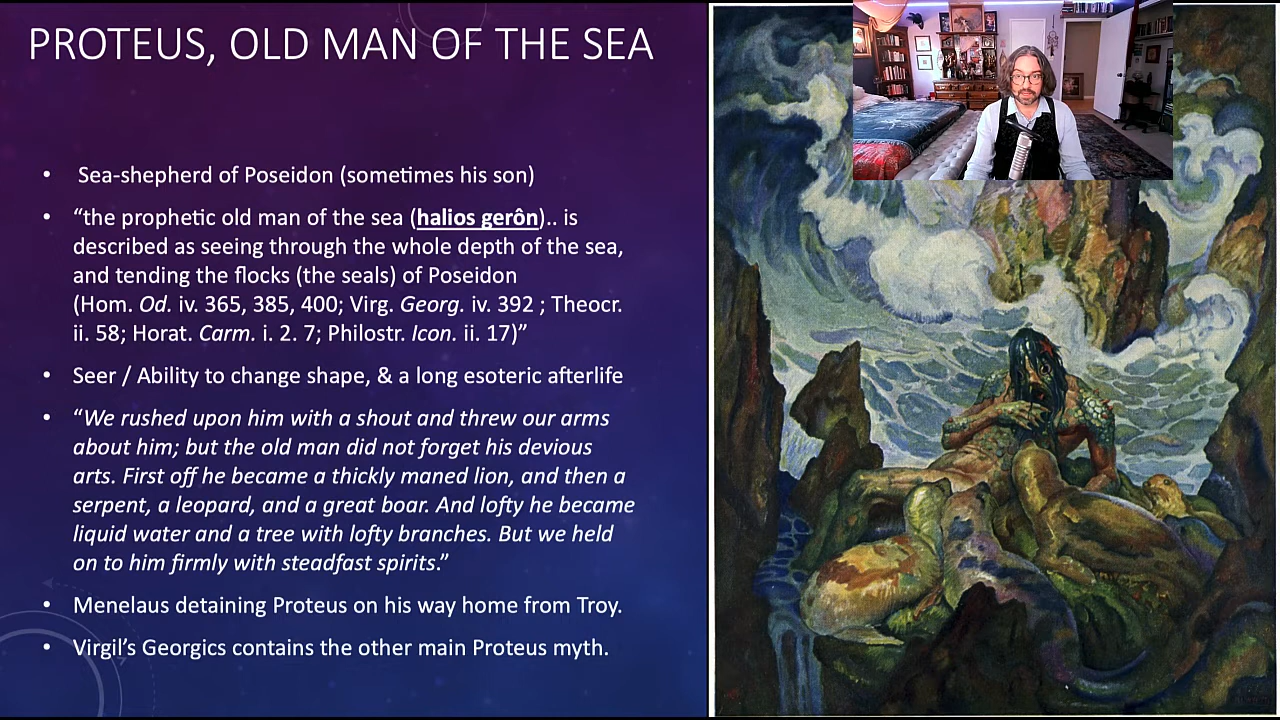 PROTEUS, OLD MAN OF THE SEA
• Sea-shepherd of Poseidon (sometimes his son)
• “the prophetic old man of the sea (halios gerôn).. is
described as seeing through the whole depth of the sea,
and tending the flocks (the seals) of Poseidon
(Hom. Od. iv. 365, 385, 400; Virg. Georg. iv. 392 ; Theocr.
ii. 58; Horat. Carm. i. 2. 7; Philostr. Icon. ii. 17)”
• Seer / Ability to change shape, & a long esoteric afterlife
• “We rushed upon him with a shout and threw our arms
about him; but the old man did not forget his devious
arts. First off he became a thickly maned lion, and then a
serpent, a leopard, and a great boar. And lofty he became
liquid water and a tree with lofty branches. But we held
on to him firmly with steadfast spirits.”
• Menelaus detaining Proteus on his way home from Troy.
• Virgil’s Georgics contains the other main Proteus myth.